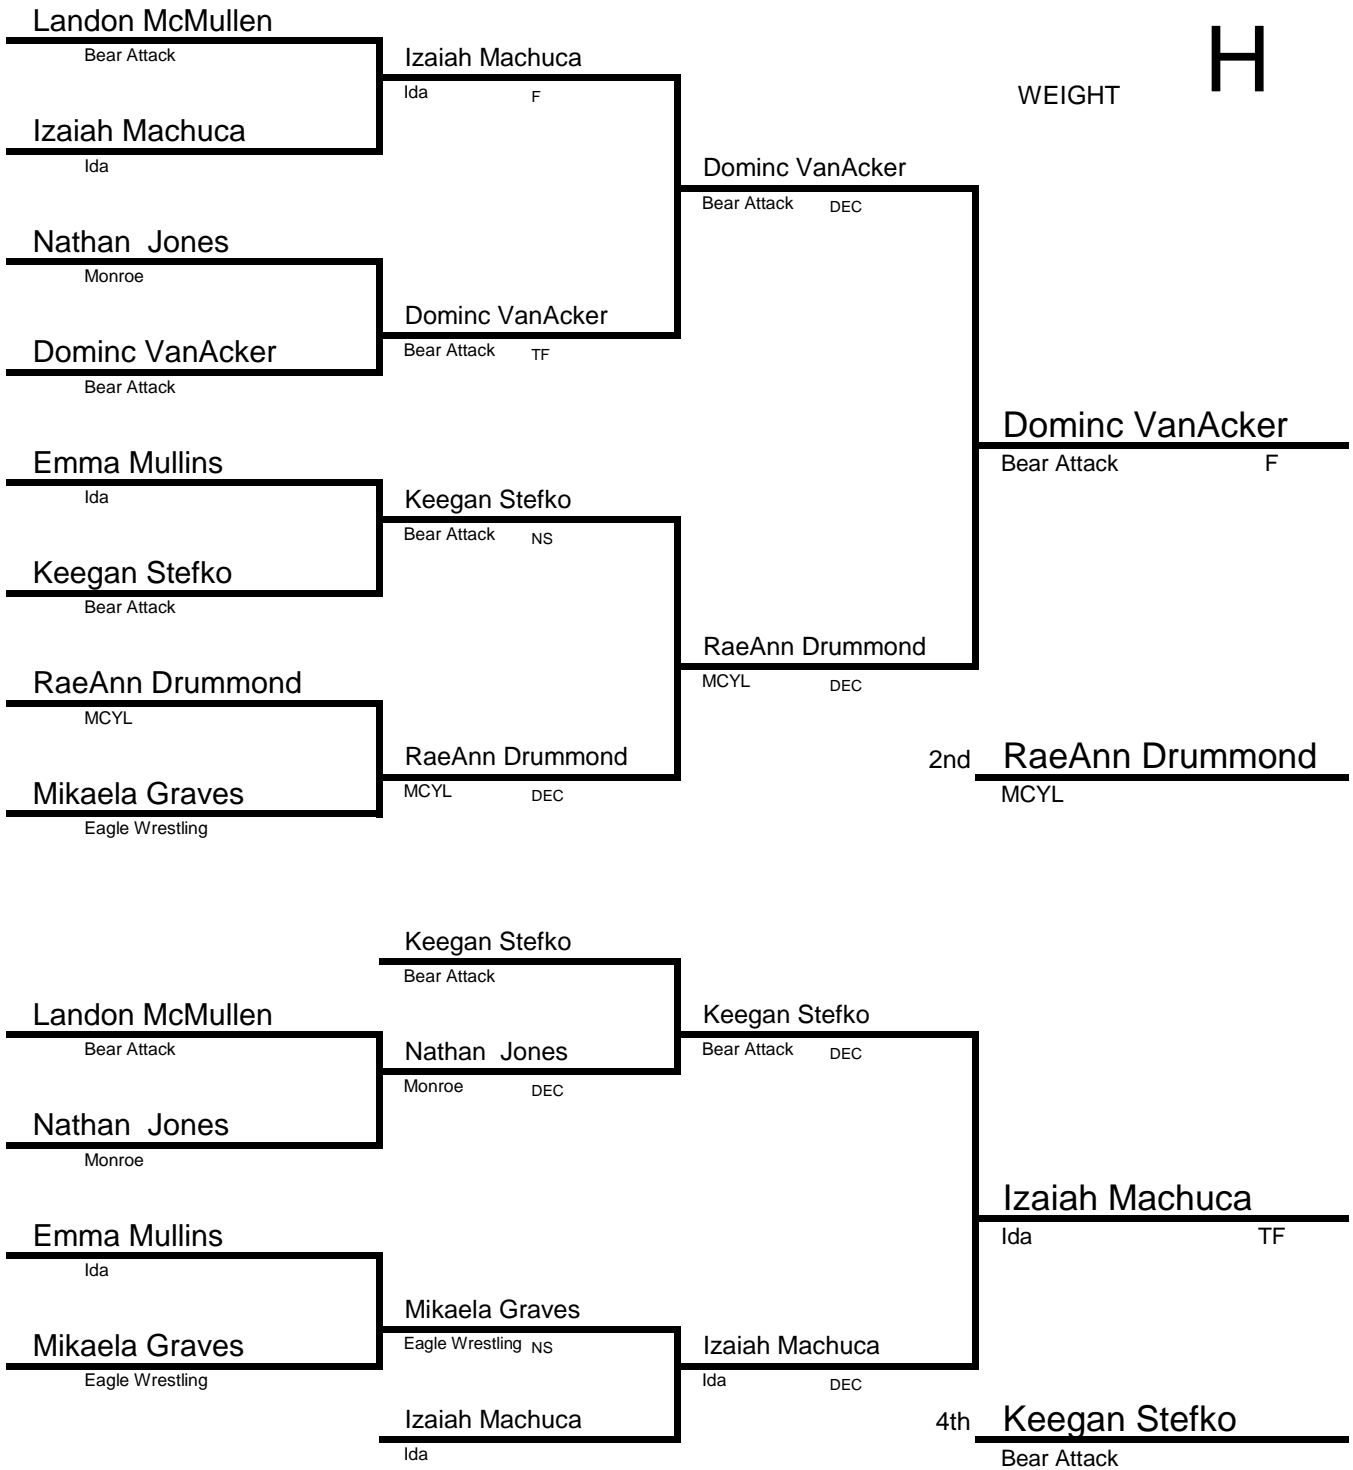 Landon McMullen
Bear Attack
Izaiah Machuca
Ida F
WEIGHT H
Izaiah Machuca
Ida
Dominc VanAcker
Bear Attack DEC
Nathan  Jones
Monroe
Dominc VanAcker
Bear Attack TF
Dominc VanAcker
Bear Attack
Dominc VanAcker
Bear Attack F
Emma Mullins
Ida
Keegan Stefko
Bear Attack NS
Keegan Stefko
Bear Attack
RaeAnn Drummond
MCYL DEC
RaeAnn Drummond
MCYL
RaeAnn Drummond
MCYL DEC
2nd RaeAnn Drummond
MCYL
Mikaela Graves
Eagle Wrestling
Keegan Stefko
Bear Attack
Landon McMullen
Bear Attack
Keegan Stefko
Bear Attack DEC
Nathan  Jones
Monroe DEC
Nathan  Jones
Monroe
Izaiah Machuca
Ida TF
Emma Mullins
Ida
Mikaela Graves
Eagle Wrestling NS
Mikaela Graves
Eagle Wrestling
Izaiah Machuca
Ida DEC
Izaiah Machuca
Ida
4th Keegan Stefko
Bear Attack